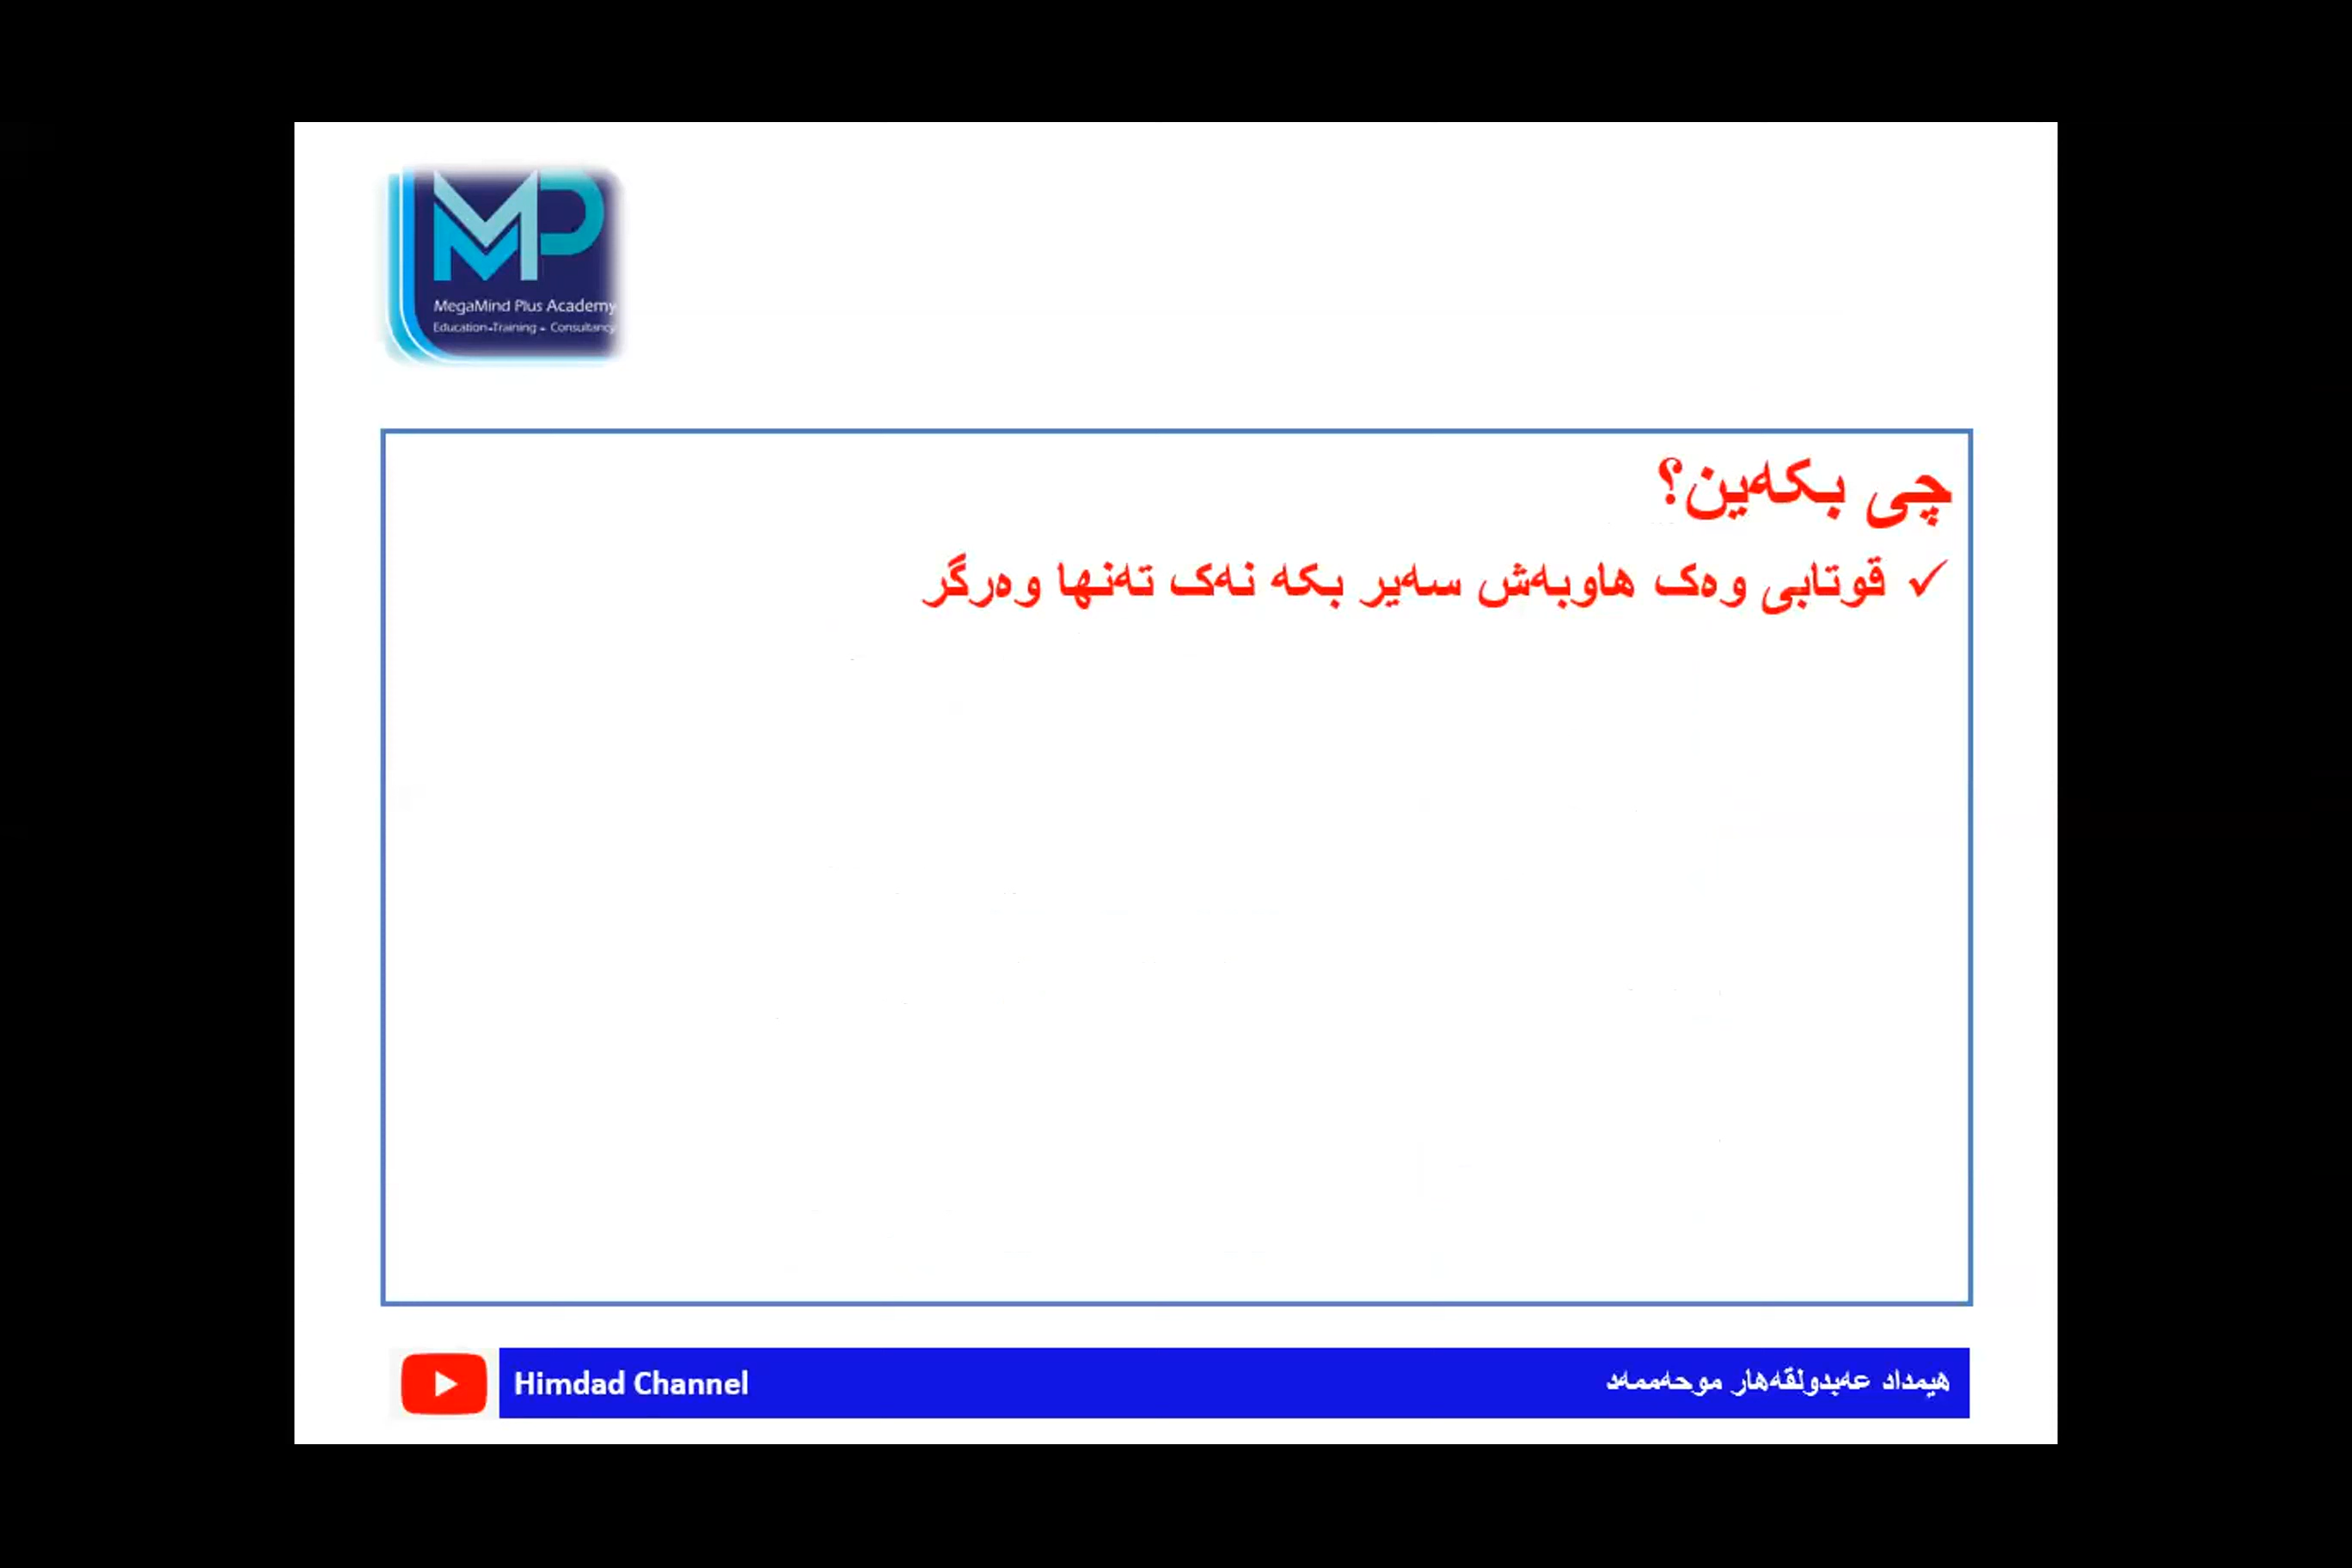 MP
MegaMind Plus Academy
Education-Training - Consultancy
چی بکەین؟
✓ قوتابی وەک هاوبەش سەیر بکە نەک تەنها وەرگر
Himdad Channel
هیمداد عەبدولقەهار موحەممەد